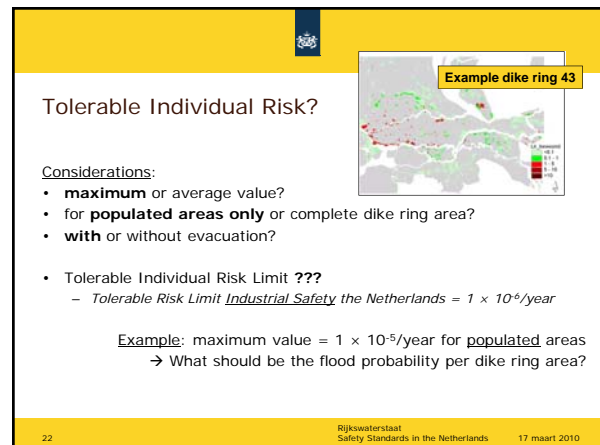 Example dike ring 43
Tolerable Individual Risk?
Considerations:
• maximum or average value?
• for populated areas only or complete dike ring area?
• with or without evacuation?
• Tolerable Individual Risk Limit ???
– Tolerable Risk Limit Industrial Safety the Netherlands = 1 × 10-6/year
Example: maximum value = 1 × 10-5/year for populated areas
→ What should be the flood probability per dike ring area?
22
Rijkswaterstaat
Safety Standards in the Netherlands
17 maart 2010